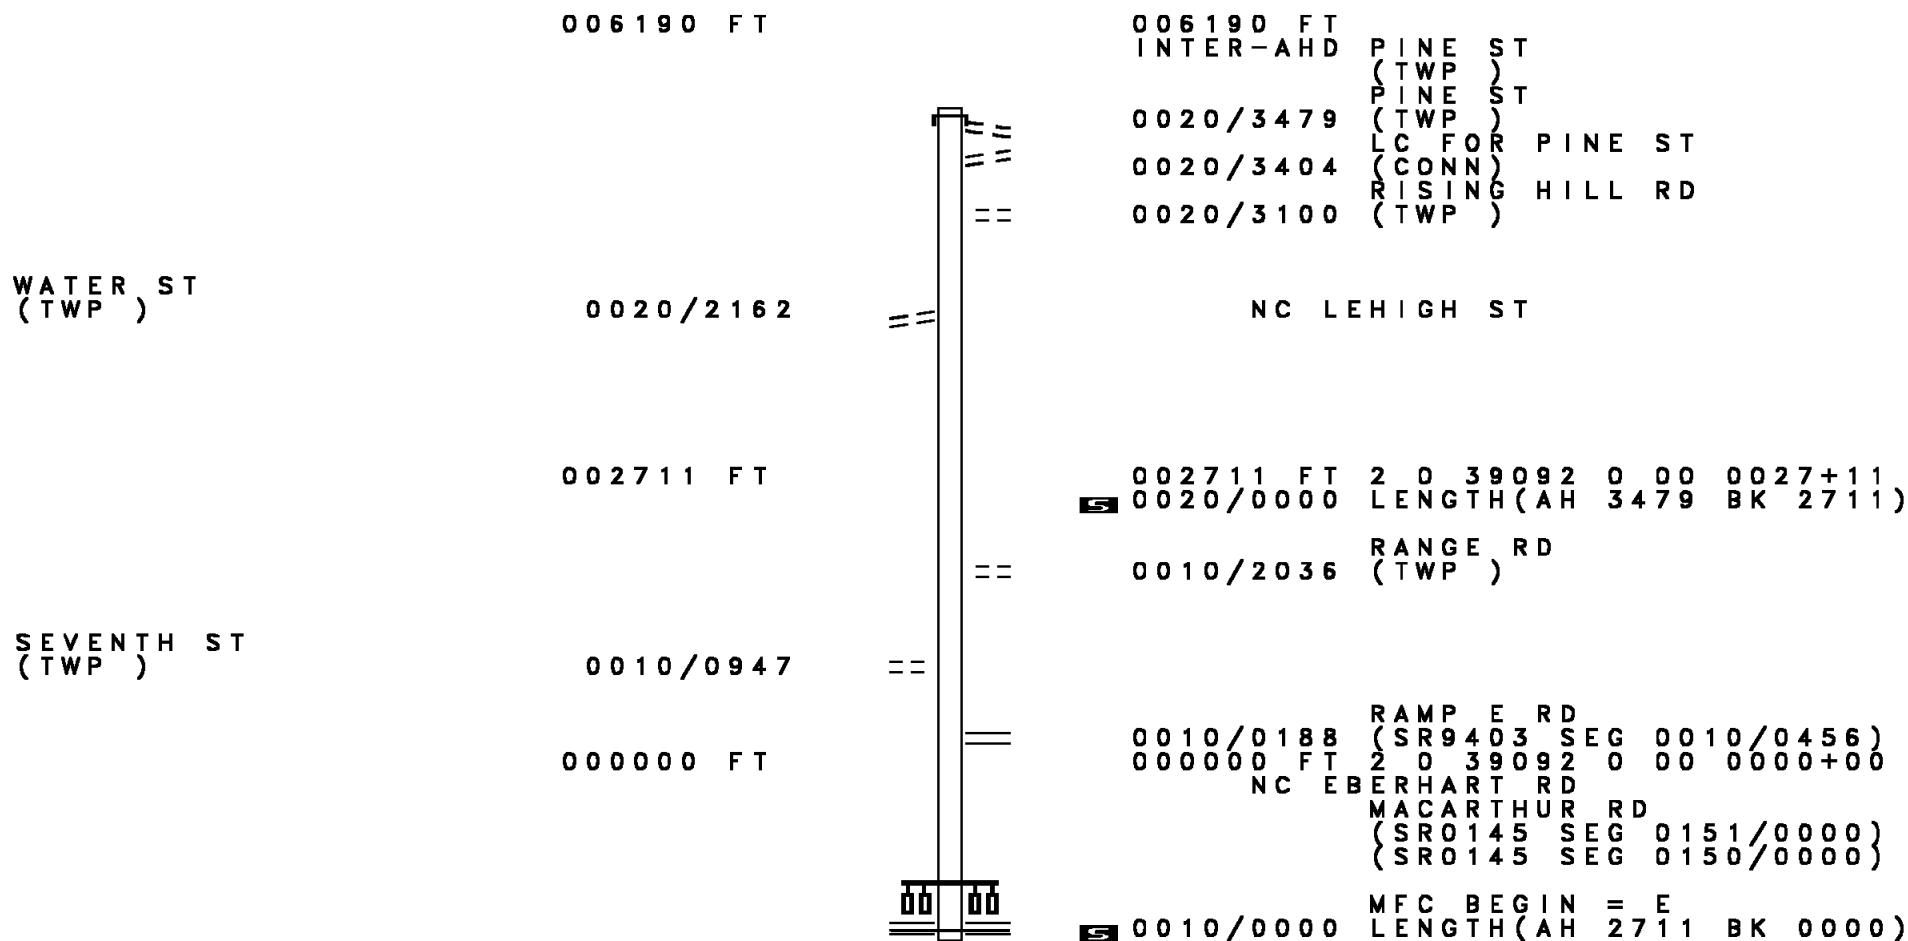 006190 FT 006190 FT
INTER-AHD PINE ST
(TWP )
PINE ST
0020/3479 (TWP )
LC FOR PINE ST
0020/3404 (CONN)
RISING HILL RD
0020/3100 (TWP )
WATER ST
(TWP ) 0020/2162 NC LEHIGH ST
002711 FT 002711 FT 2 0 39092 0 00 0027+11
S 0020/0000 LENGTH(AH 3479 BK 2711)
RANGE RD
0010/2036 (TWP )
SEVENTH ST
(TWP ) 0010/0947
RAMP E RD
0010/0188 (SR9403 SEG 0010/0456)
000000 FT 000000 FT 2 0 39092 0 00 0000+00
NC EBERHART RD
MACARTHUR RD
(SR0145 SEG 0151/0000)
(SR0145 SEG 0150/0000)
MFC BEGIN = E
S 0010/0000 LENGTH(AH 2711 BK 0000)